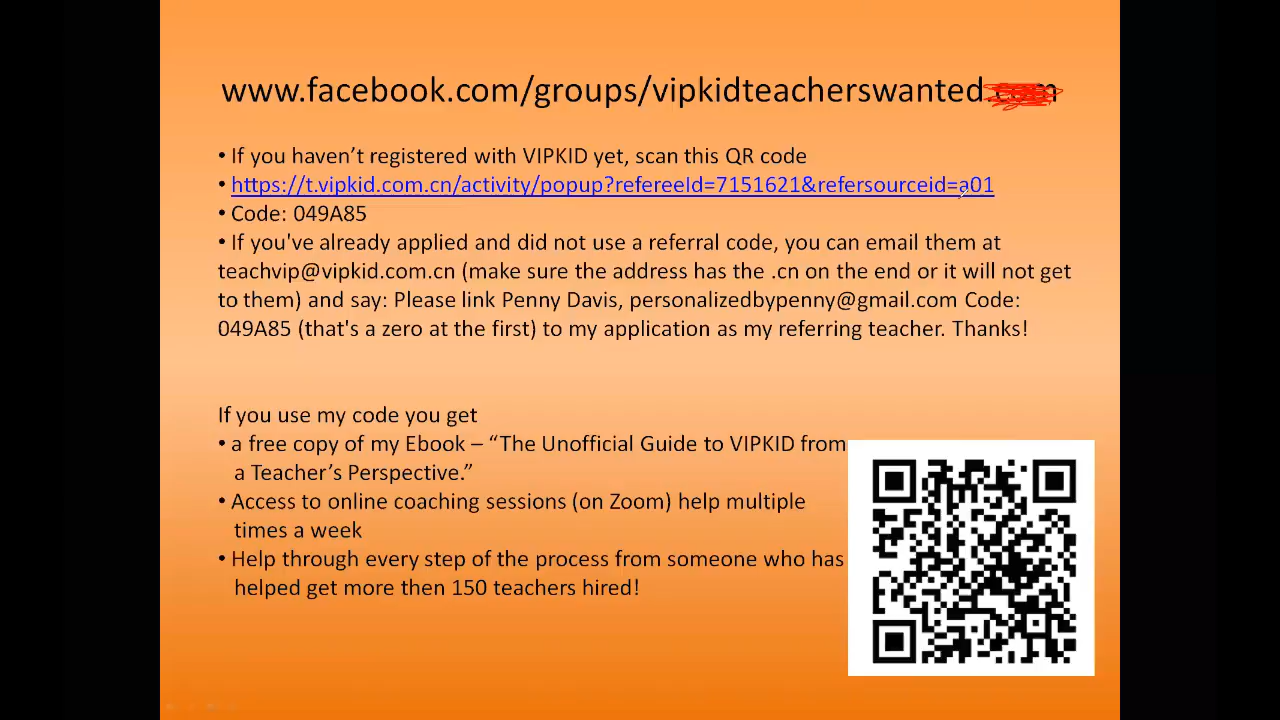 www.facebook.com/groups/vipkidteacherswanted.com
• If you haven't registered with VIPKID yet, scan this QR code
• https://t.vipkid.com.cn/activity/popup?refereeId=7151621&refersourceid=a01
• Code: 049A85
• If you've already applied and did not use a referral code, you can email them at
teachvip@vipkid.com.cn (make sure the address has the .cn on the end or it will not get
to them) and say: Please link Penny Davis, personalizedbypenny@gmail.com Code:
049A85 (that's a zero at the first) to my application as my referring teacher. Thanks!
If you use my code you get
• a free copy of my Ebook – “The Unofficial Guide to VIPKID from
a Teacher’s Perspective.”
• Access to online coaching sessions (on Zoom) help multiple
times a week
• Help through every step of the process from someone who has
helped get more then 150 teachers hired!